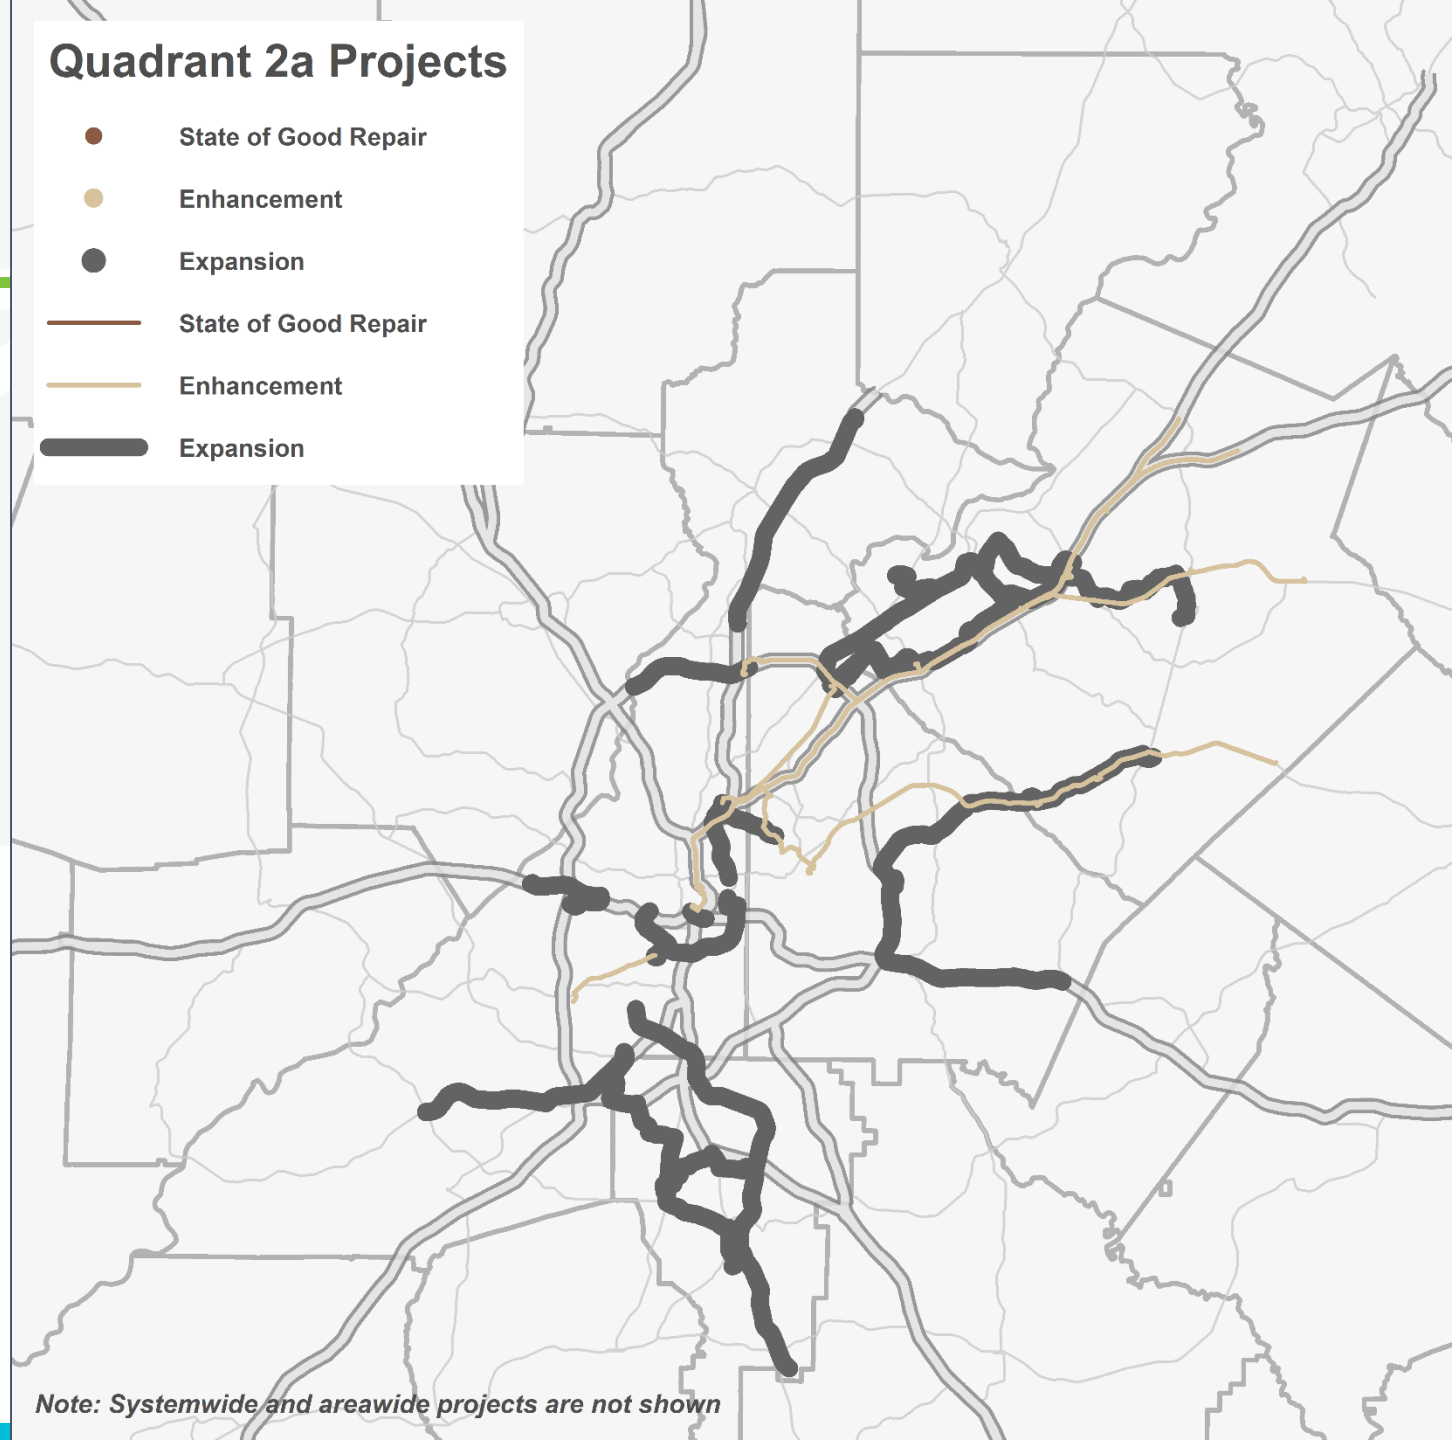 Quadrant 2a Projects
State of Good Repair
Enhancement
Expansion
State of Good Repair
Enhancement
Expansion
Note: Systemwide and areawide projects are not shown